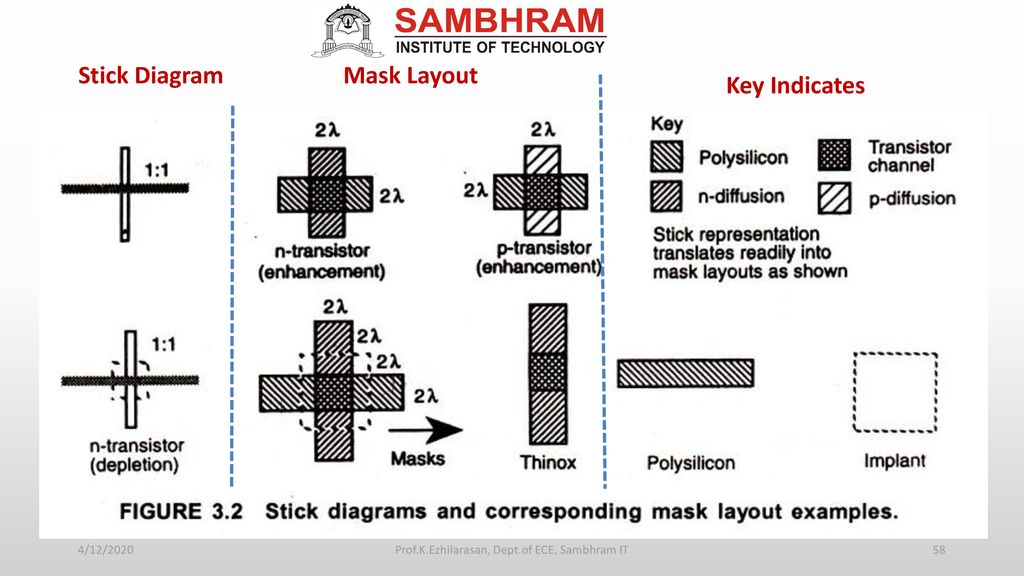 SAMBHRAM
INSTITUTE OF TECHNOLOGY
Stick Diagram
Mask Layout
Key Indicates
1:1
2λ
2λ
n-transistor
(enhancement)
2λ
2λ
p-transistor
(enhancement)
Key
Polysilicon
Transistor
channel
n-diffusion
p-diffusion
Stick representation
translates readily into
mask layouts as shown
1:1
n-transistor
(depletion)
2λ
2λ
2λ
2λ
Masks
Thinox
Polysilicon
Implant
FIGURE 3.2 Stick diagrams and corresponding mask layout examples.
4/12/2020
Prof.K.Ezhilarasan, Dept.of ECE, Sambhram IT
58